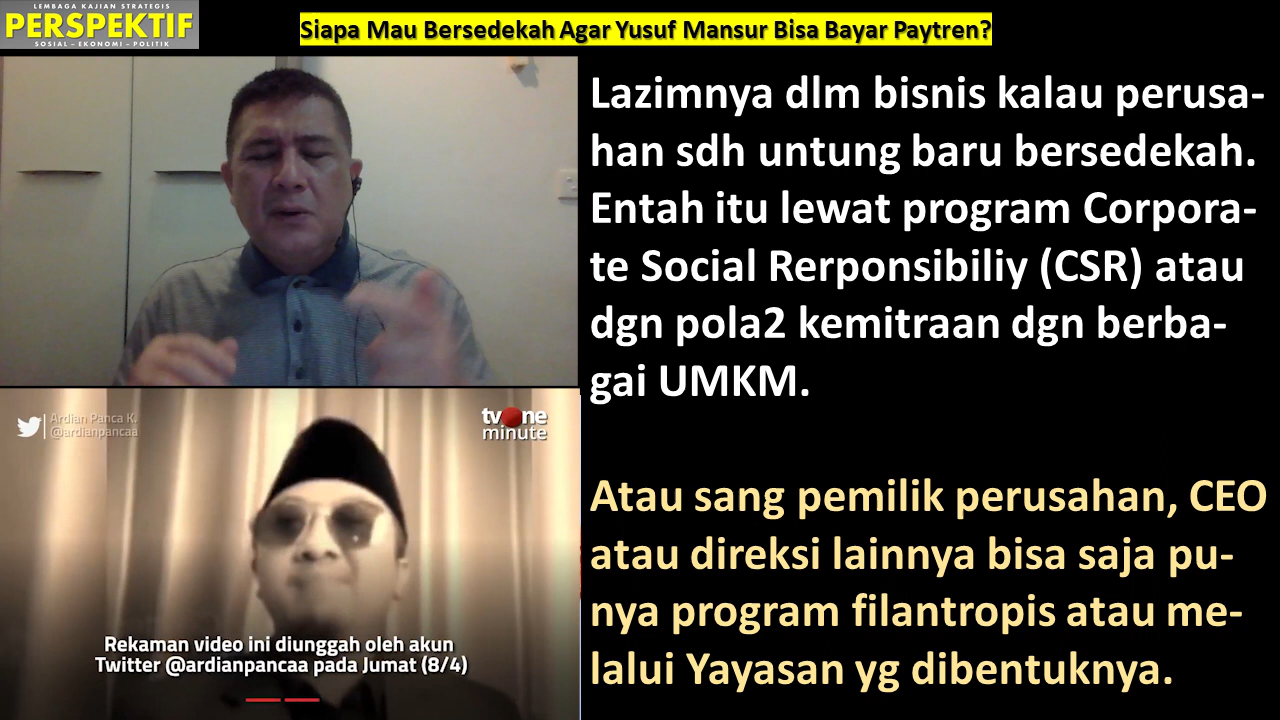 LEMBAGA KAJIAN STRATEGIS
PERSPEKTIF
SOSIAL – EKONOMI – POLITIK
Siapa Mau Bersedekah Agar Yusuf Mansur Bisa Bayar Paytren?
Lazimnya dlm bisnis kalau perusa-
han sdh untung baru bersedekah.
Entah itu lewat program Corpora-
te Social Rerponsibiliy (CSR) atau
dgn pola2 kemitraan dgn berba-
gai UMKM.
Atau sang pemilik perusahan, CEO
atau direksi lainnya bisa saja pu-
nya program filantropis atau me-
lalui Yayasan yg dibentuknya.
Ardian Panca K.
@ardianpancaa
tvOne
minute
Rekaman video ini diunggah oleh akun
Twitter @ardianpancaa pada Jumat (8/4)